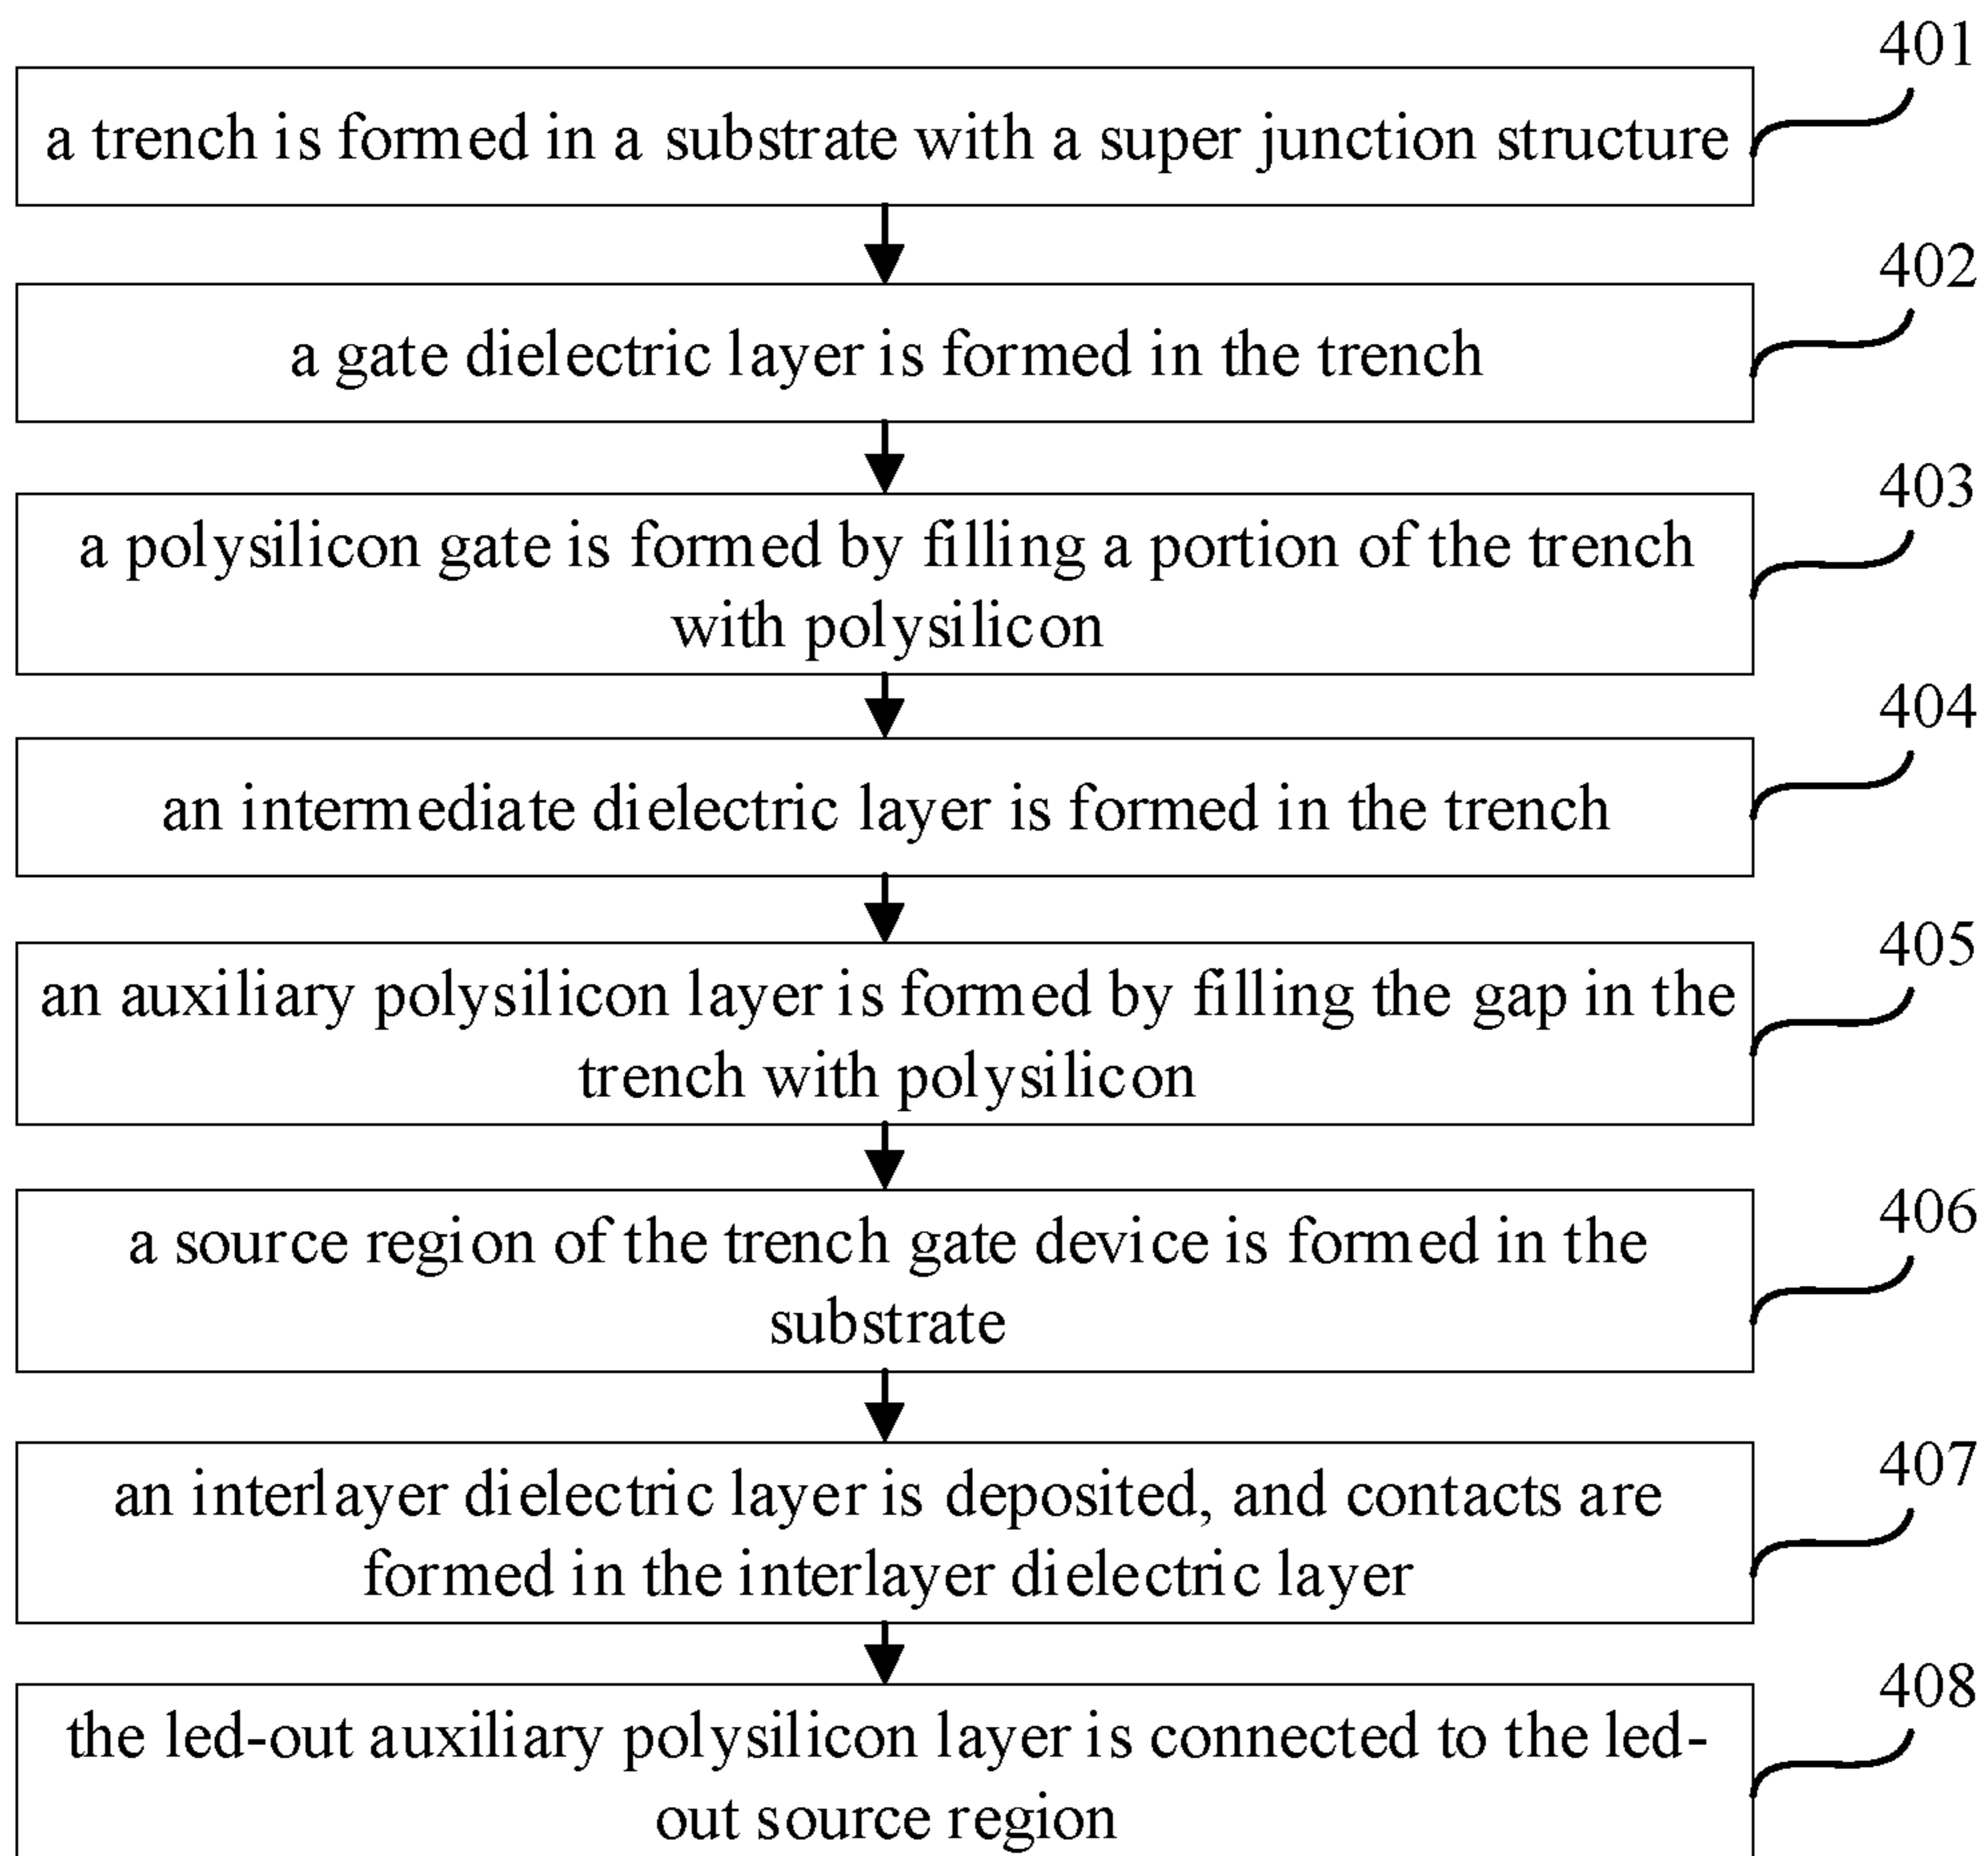 401
a trench is formed in a substrate with a super junction structure
402
a gate dielectric layer is formed in the trench
403
a polysilicon gate is formed by filling a portion of the trench
with polysilicon
404
an intermediate dielectric layer is formed in the trench
405
an auxiliary polysilicon layer is formed by filling the gap in the
trench with polysilicon
406
a source region of the trench gate device is formed in the
substrate
407
an interlayer dielectric layer is deposited, and contacts are
formed in the interlayer dielectric layer
408
the led-out auxiliary polysilicon layer is connected to the led-
out source region